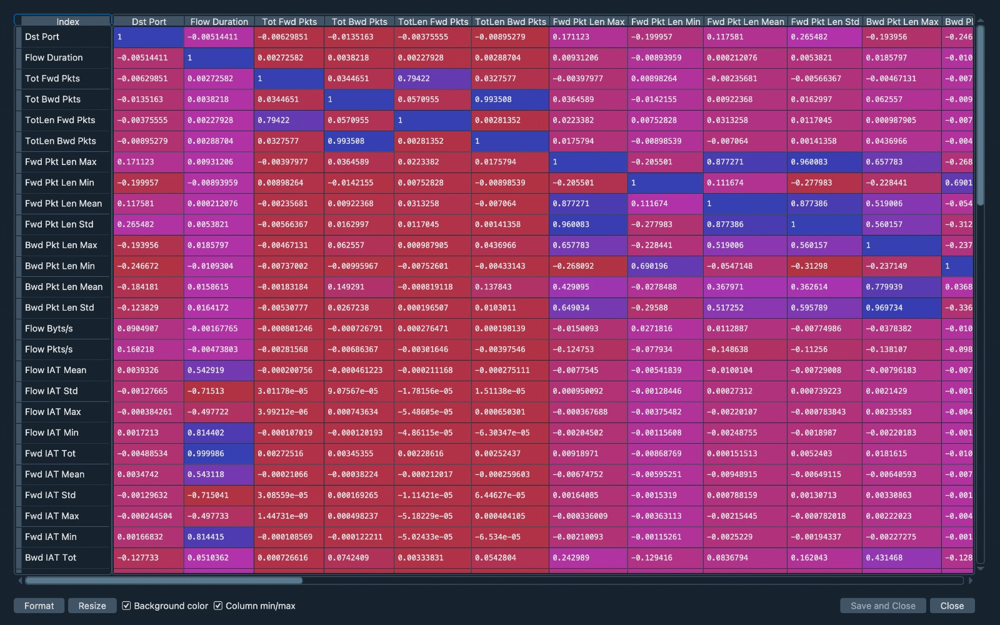 Index Dst Port Flow Duration Tot Fwd Pkts Tot Bwd Pkts TotLen Fwd Pkts TotLen Bwd Pkts Fwd Pkt Len Max Fwd Pkt Len Min Fwd Pkt Len Mean Fwd Pkt Len Std Bwd Pkt Len Max Bwd Pl
Dst Port 1 -0.00514411 -0.00629851 -0.0135163 -0.00375555 -0.00895279 0.171123 -0.199957 0.117581 0.265482 -0.193956 -0.246
Flow Duration -0.00514411 1 0.00272582 0.0038218 0.00227928 0.00288704 0.00931206 -0.00893959 0.000212076 0.0053821 0.0185797 -0.010
Tot Fwd Pkts -0.00629851 0.00272582 1 0.0344651 0.79422 0.0327577 -0.00397977 0.00898264 -0.00235681 -0.00566367 -0.00467131 -0.007
Tot Bwd Pkts -0.0135163 0.0038218 0.0344651 1 0.0570955 0.993508 0.0364589 -0.0142155 0.00922368 0.0162997 0.062557 -0.009
TotLen Fwd Pkts -0.00375555 0.00227928 0.79422 0.0570955 1 0.00281352 0.0223382 0.00752828 0.0313258 0.0117045 0.000987905 -0.007
TotLen Bwd Pkts -0.00895279 0.00288704 0.0327577 0.993508 0.00281352 1 0.0175794 -0.00898539 -0.007064 0.00141358 0.0436966 -0.004
Fwd Pkt Len Max 0.171123 0.00931206 -0.00397977 0.0364589 0.0223382 0.0175794 1 -0.205501 0.877271 0.960083 0.657783 -0.268
Fwd Pkt Len Min -0.199957 -0.00893959 0.00898264 -0.0142155 0.00752828 -0.00898539 -0.205501 1 0.111674 -0.277983 -0.228441 0.6901
Fwd Pkt Len Mean 0.117581 0.000212076 -0.00235681 0.00922368 0.0313258 -0.007064 0.877271 0.111674 1 0.877386 0.519006 -0.054
Fwd Pkt Len Std 0.265482 0.0053821 -0.00566367 0.0162997 0.0117045 0.00141358 0.960083 -0.277983 0.877386 1 0.560157 -0.312
Bwd Pkt Len Max -0.193956 0.0185797 -0.00467131 0.062557 0.000987905 0.0436966 0.657783 -0.228441 0.519006 0.560157 1 -0.237
Bwd Pkt Len Min -0.246672 -0.0109304 -0.00737002 -0.00995967 -0.00752601 -0.00433143 -0.268092 0.690196 -0.0547148 -0.31298 -0.237149 1
Bwd Pkt Len Mean -0.184181 0.0158615 -0.00183184 0.149291 -0.000819118 0.137843 0.429095 -0.0278488 0.367971 0.362614 0.779939 0.0368
Bwd Pkt Len Std -0.123829 0.0164172 -0.00530777 0.0267238 0.000196507 0.0103011 0.649034 -0.29588 0.517252 0.595789 0.969734 -0.336
Flow Byts/s 0.0904907 -0.00167765 -0.000801246 -0.000726791 0.000276471 0.000198139 -0.0150093 0.0271816 0.0112887 -0.00774986 -0.0378382 -0.010
Flow Pkts/s 0.160218 -0.00473803 -0.00281568 -0.00686367 -0.00301646 -0.00397546 -0.124753 -0.077934 -0.148638 -0.11256 -0.138107 -0.098
Flow IAT Mean 0.0039326 0.542919 -0.000200756 -0.000461223 -0.000211168 -0.000275111 -0.0077545 -0.00541839 -0.0100104 -0.00729008 -0.00796183 -0.007
Flow IAT Std -0.00127665 -0.71513 3.01178e-05 9.07567e-05 -1.78156e-05 1.51138e-05 0.000950092 -0.00128446 0.00027312 0.000739223 0.0021429 -0.001
Flow IAT Max -0.000384261 -0.497722 3.99212e-06 0.000743634 -5.48605e-05 0.000650301 -0.000367688 -0.00375482 -0.00220107 -0.000783843 0.00235583 -0.004
Flow IAT Min 0.0017213 0.814402 -0.000107019 -0.000120193 -4.86115e-05 -6.30347e-05 -0.00204502 -0.00115608 -0.00248755 -0.0018987 -0.00220183 -0.001
Fwd IAT Tot -0.00488534 0.999986 0.00272516 0.00345355 0.00228616 0.00252437 0.00918971 -0.00868769 0.000151513 0.0052403 0.0181615 -0.010
Fwd IAT Mean 0.0034742 0.543118 -0.00021066 -0.00038224 -0.000212017 -0.000259603 -0.00674752 -0.00595251 -0.00948915 -0.00649115 -0.00640593 -0.007
Fwd IAT Std -0.00129632 -0.715041 3.08559e-05 0.000169265 -1.11421e-05 6.44627e-05 0.00164085 -0.0015319 0.000788159 0.00130713 0.00330863 -0.001
Fwd IAT Max -0.000244504 -0.497733 1.44731e-09 0.000498237 -5.18229e-05 0.000404105 -0.000336009 -0.00363113 -0.00215445 -0.000782018 0.00222023 -0.004
Fwd IAT Min 0.00166832 0.814415 -0.000108569 -0.000122211 -5.02433e-05 -6.534e-05 -0.00210093 -0.00115261 -0.0025229 -0.00194337 -0.00227275 -0.001
Bwd IAT Tot -0.127733 0.0510362 0.000726616 0.0742409 0.00333831 0.0542804 0.242989 -0.129416 0.0836794 0.162043 0.431468 -0.128
Format Resize Background color Column min/max Save and Close Close